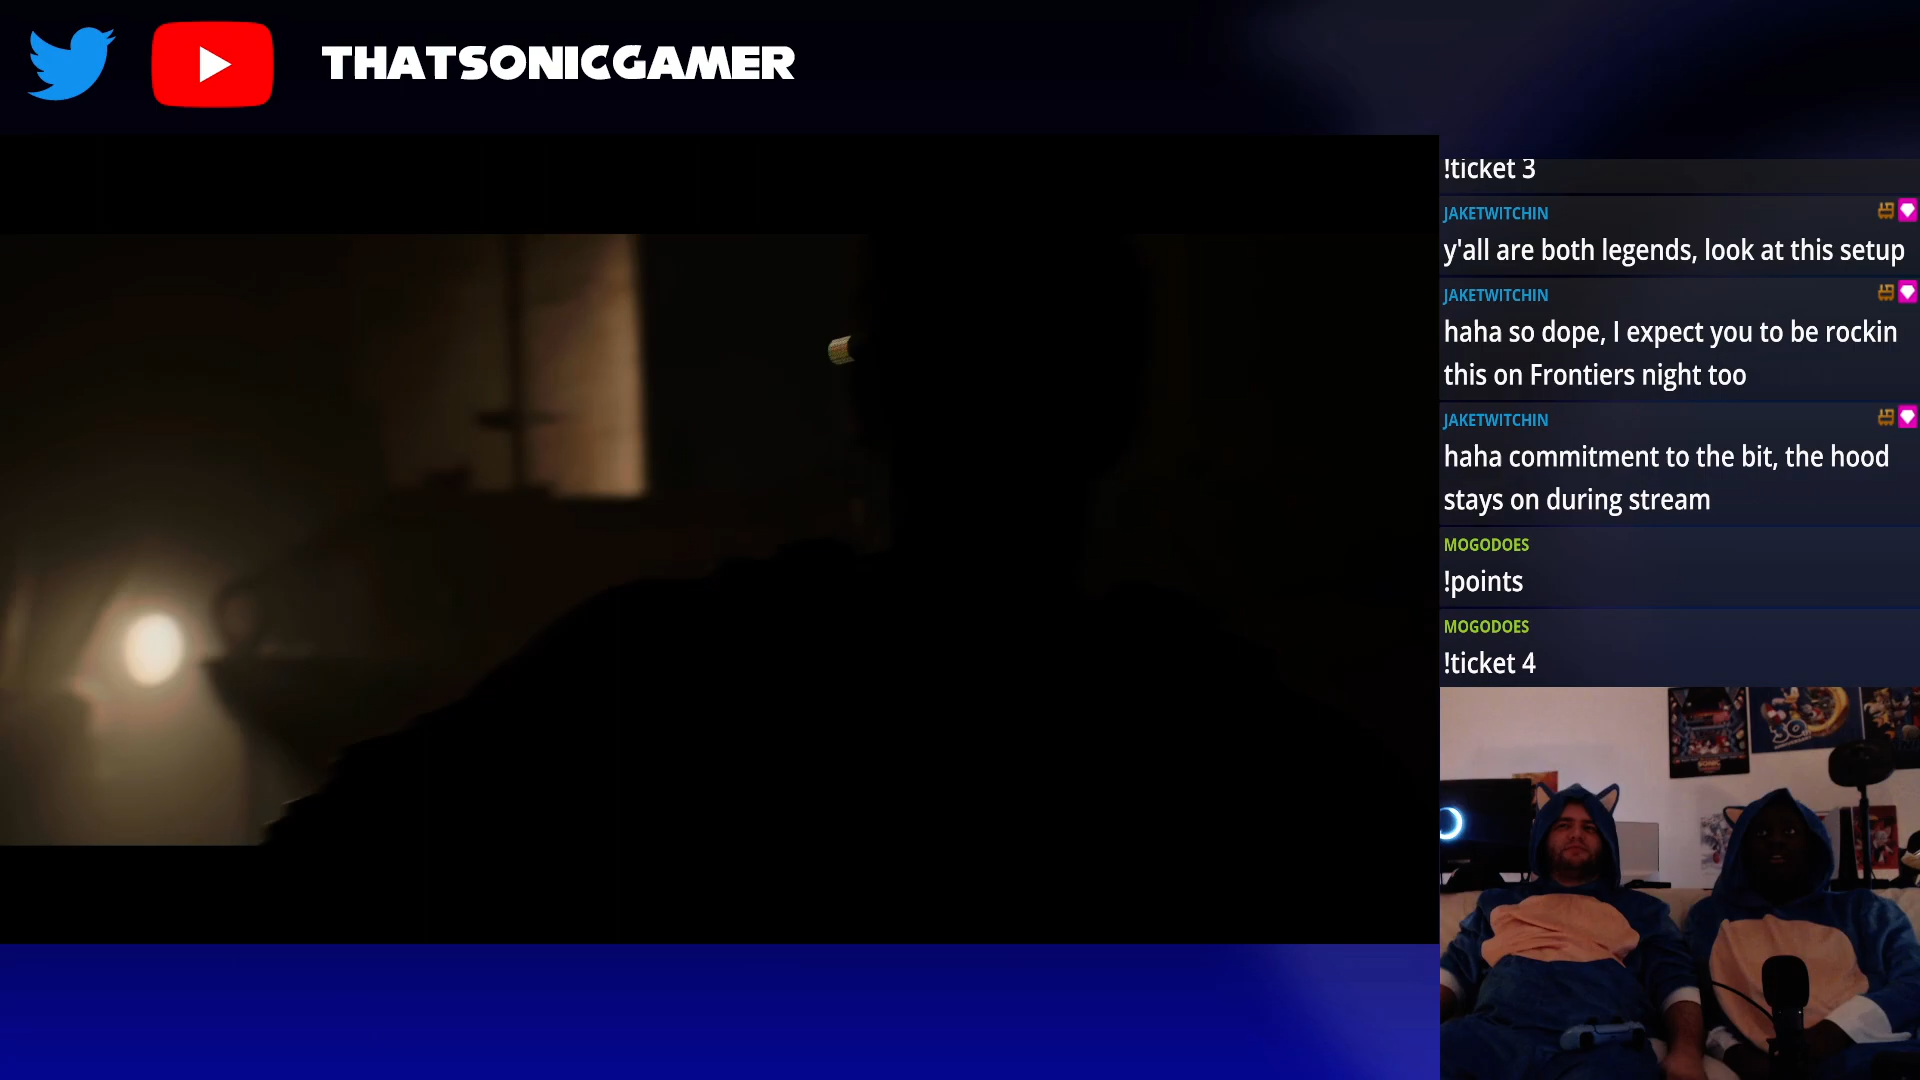 THATSONICGAMER
!ticket 3
JAKETWITCHIN
y'all are both legends, look at this setup
JAKETWITCHIN
haha so dope, I expect you to be rockin
this on Frontiers night too
JAKETWITCHIN
haha commitment to the bit, the hood
stays on during stream
MOGODOES
!points
MOGODOES
!ticket 4
SONIC
30